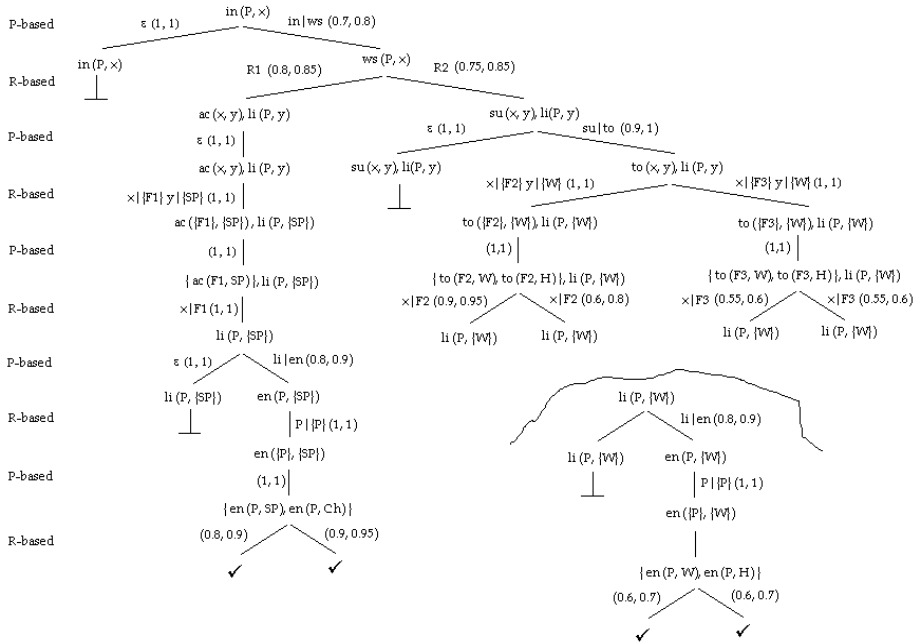 P-based
in (P, x)
ε (1, 1)
in|ws (0.7, 0.8)
in (P, x)
ws (P, x)
R-based
R1 (0.8, 0.85)
R2 (0.75, 0.85)
ac (x, y), li (P, y)
su (x, y), li(P, y)
P-based
ε (1, 1)
ε (1, 1)
su|to (0.9, 1)
ac (x, y), li (P, y)
su (x, y), li(P, y)
to (x, y), li (P, y)
R-based
x|{F1} y|{SP} (1, 1)
x|{F2} y|{W} (1, 1)
x|{F3} y|{W} (1, 1)
ac ({F1}, {SP}), li (P, {SP})
to ({F2}, {W}), li (P, {W})
to ({F3}, {W}), li (P, {W})
P-based
(1, 1)
(1,1)
(1,1)
{ac (F1, SP)}, li (P, {SP})
{to (F2, W), to (F2, H)}, li (P, {W})
{to (F3, W), to (F3, H)}, li (P, {W})
R-based
x|F1 (1, 1)
x|F2 (0.9, 0.95)
x|F2 (0.6, 0.8)
x|F3 (0.55, 0.6)
x|F3 (0.55, 0.6)
li (P, {SP})
li (P, {W})
li (P, {W})
li (P, {W})
li (P, {W})
P-based
ε (1, 1)
li|en (0.8, 0.9)
li (P, {SP})
en (P, {SP})
li (P, {W})
li|en (0.8, 0.9)
R-based
P|{P} (1, 1)
en ({P}, {SP})
li (P, {W})
en (P, {W})
P-based
(1, 1)
P|{P} (1, 1)
{en (P, SP), en (P, Ch)}
en ({P}, {W})
R-based
(0.8, 0.9)
(0.9, 0.95)
{en (P, W), en (P, H)}
(0.6, 0.7)
(0.6, 0.7)